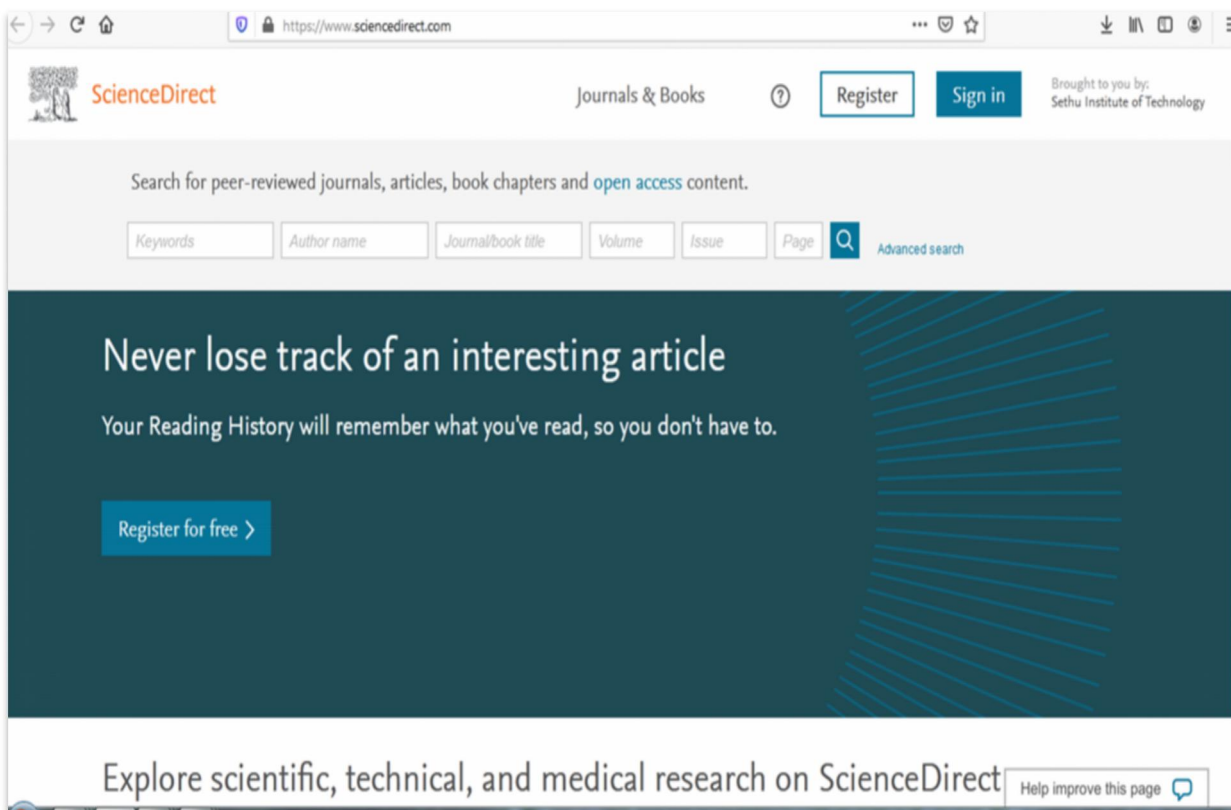 https://www.sciencedirect.com
ScienceDirect
Journals & Books
?
Register
Sign in
Brought to you by:
Sethu Institute of Technology
Search for peer-reviewed journals, articles, book chapters and open access content.
Keywords
Author name
Journal/book title
Volume
Issue
Page
Advanced search
Never lose track of an interesting article
Your Reading History will remember what you've read, so you don't have to.
Register for free >
Explore scientific, technical, and medical research on ScienceDirect
Help improve this page